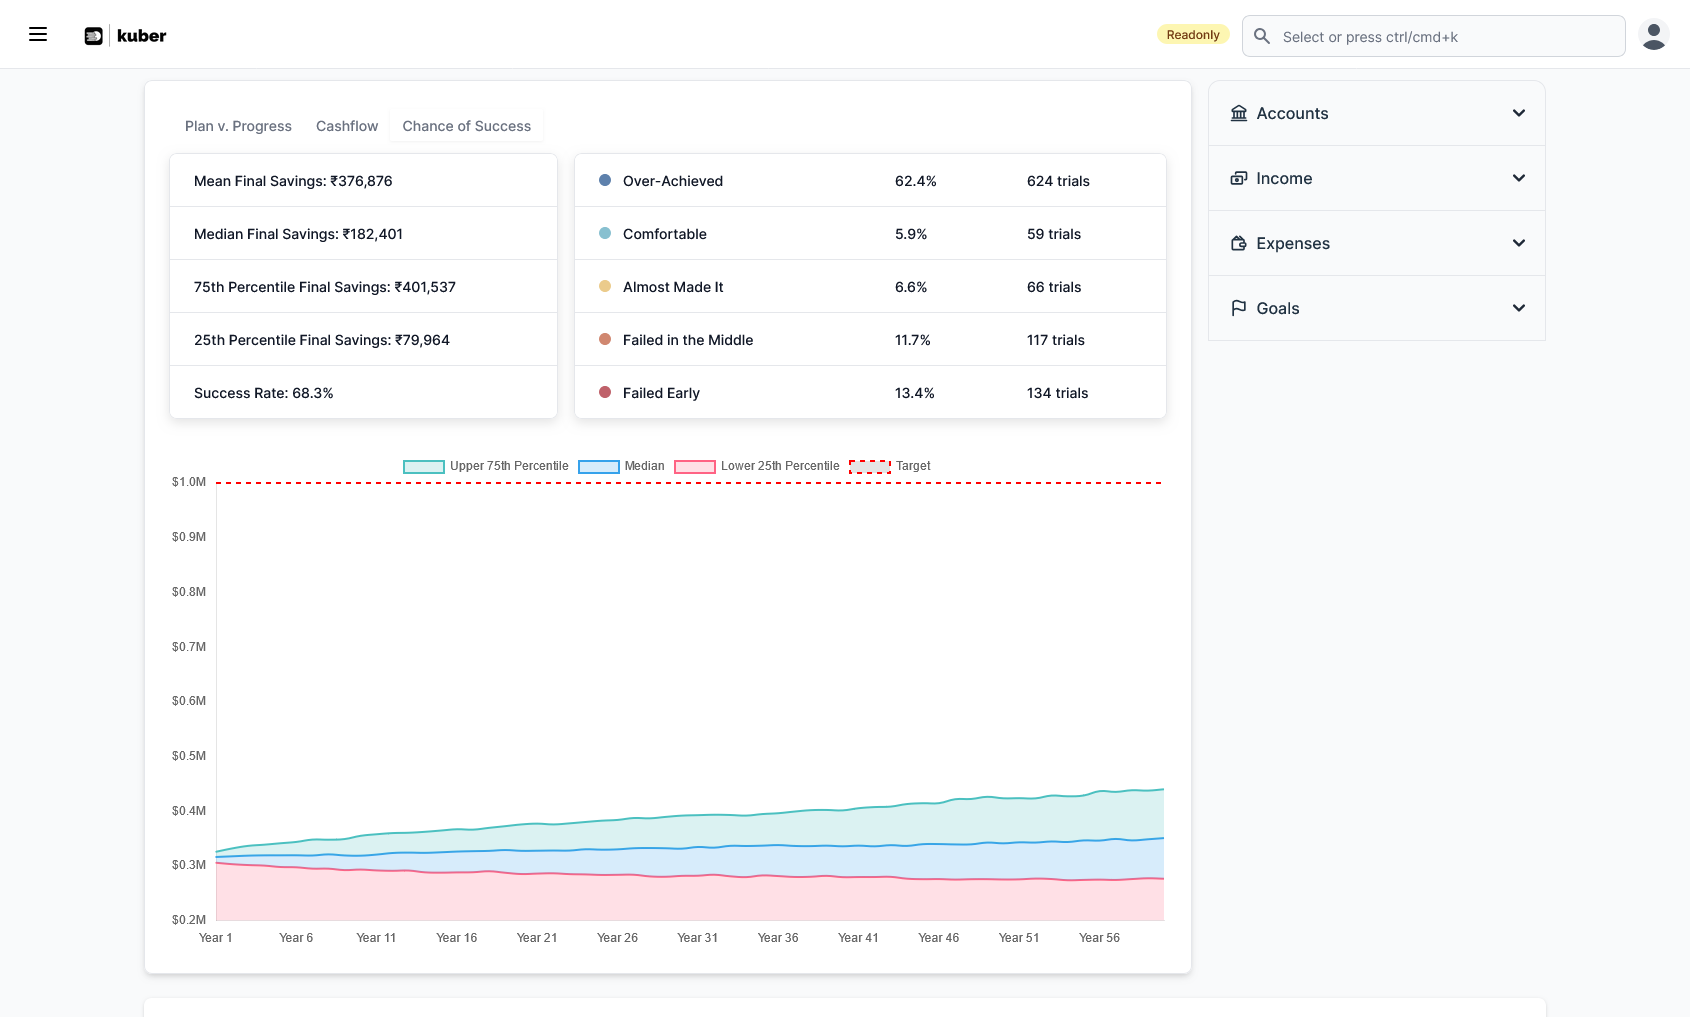 kuber
Readonly
Select or press ctrl/cmd+k
Plan v. Progress
Cashflow
Chance of Success
Mean Final Savings: ₹376,876
Median Final Savings: ₹182,401
75th Percentile Final Savings: ₹401,537
25th Percentile Final Savings: ₹79,964
Success Rate: 68.3%
Over-Achieved 62.4% 624 trials
Comfortable 5.9% 59 trials
Almost Made It 6.6% 66 trials
Failed in the Middle 11.7% 117 trials
Failed Early 13.4% 134 trials
Accounts
Income
Expenses
Goals
Upper 75th Percentile Median Lower 25th Percentile Target
$1.0M
$0.9M
$0.8M
$0.7M
$0.6M
$0.5M
$0.4M
$0.3M
$0.2M
Year 1 Year 6 Year 11 Year 16 Year 21 Year 26 Year 31 Year 36 Year 41 Year 46 Year 51 Year 56